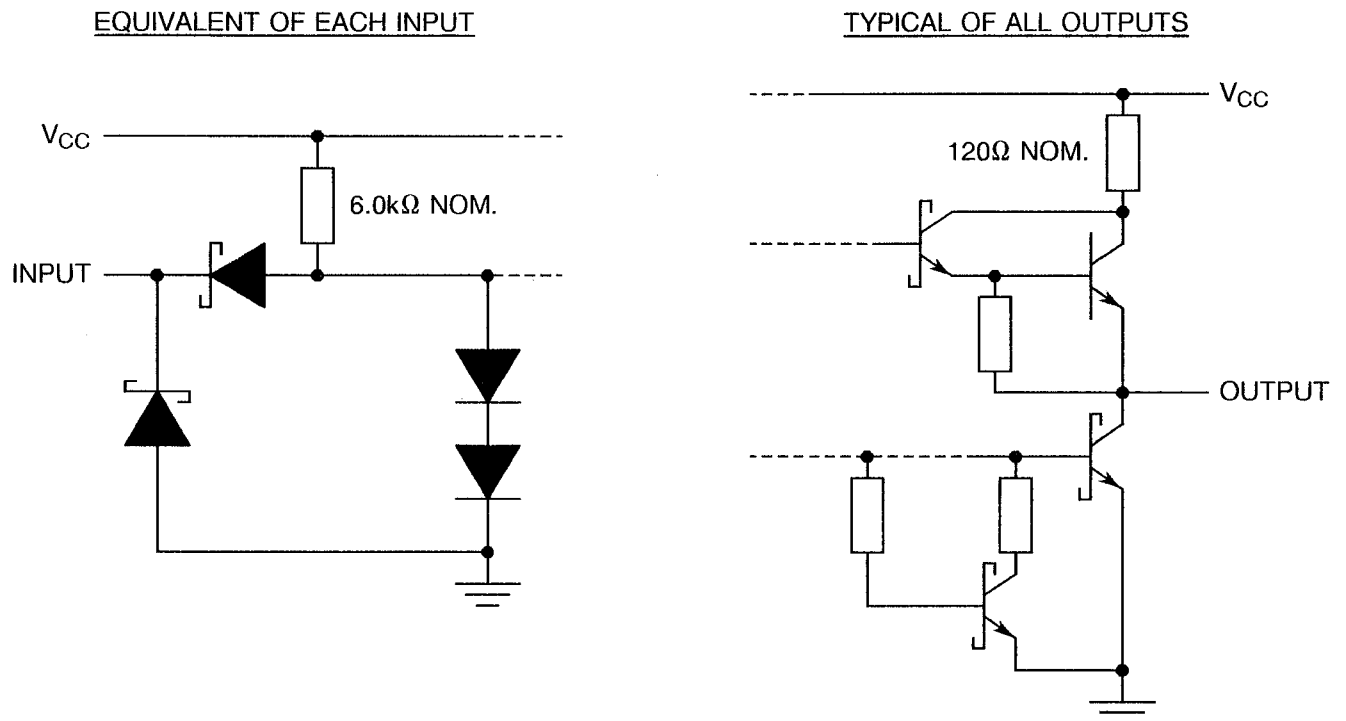 EQUIVALENT OF EACH INPUT
VCC
6.0kΩ NOM.
INPUT
TYPICAL OF ALL OUTPUTS
VCC
120Ω NOM.
OUTPUT